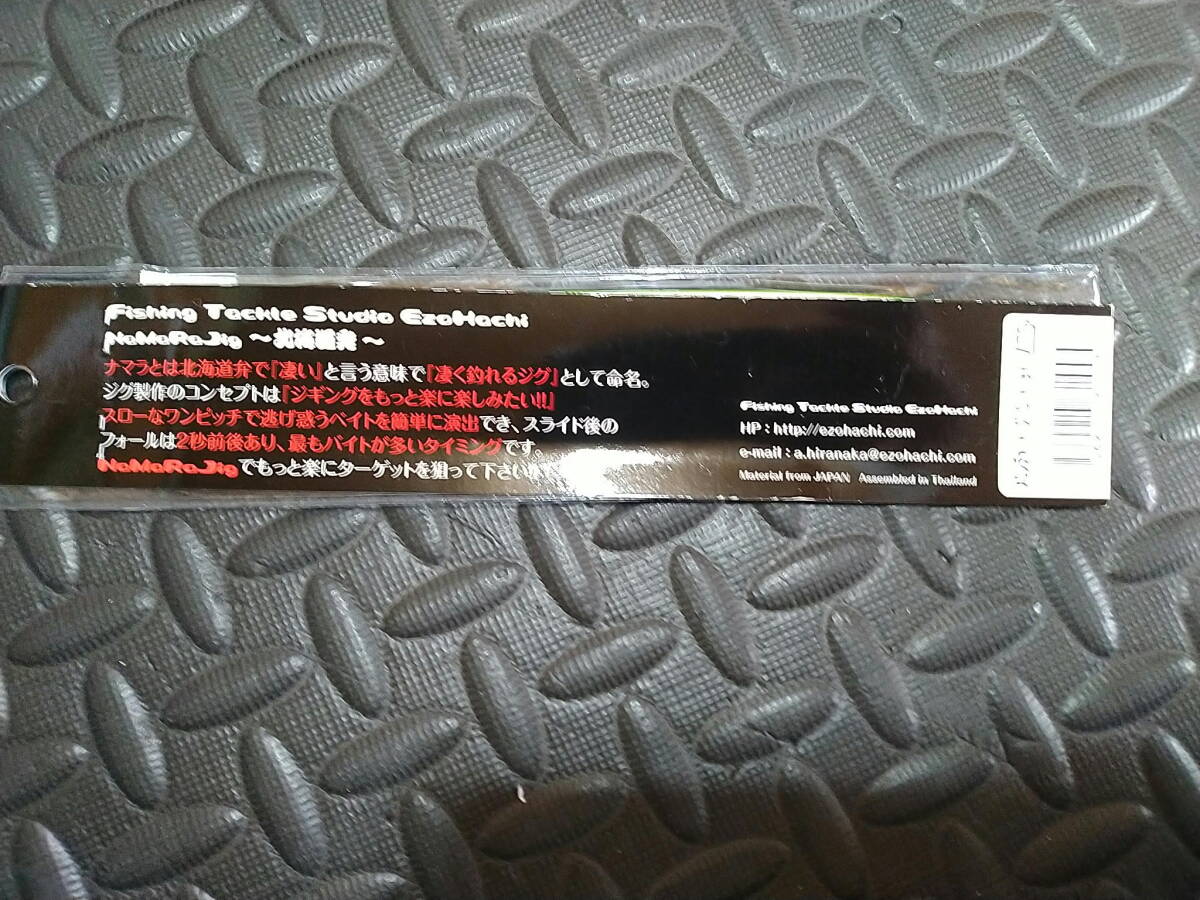 Fishing Tackle Studio EzoHachi
NaMaRaJig ～北海道発～
ナマラとは北海道弁で『凄い』と言う意味で『凄く釣れるジグ』として命名。
ジグ製作のコンセプトは『ジギングをもっと楽に楽しみたい!!』
スローなワンピッチで逃げ惑うベイトを簡単に演出でき、スライド後の
フォールは2秒前後あり、最もバイトが多いタイミングです。
NaMaRaJigでもっと楽にターゲットを狙って下さい
Fishing Tackle Studio EzoHachi
HP：http://ezohachi.com
e-mail：a.hiranaka@ezohachi.com
Material from JAPAN Assembled in Thailand